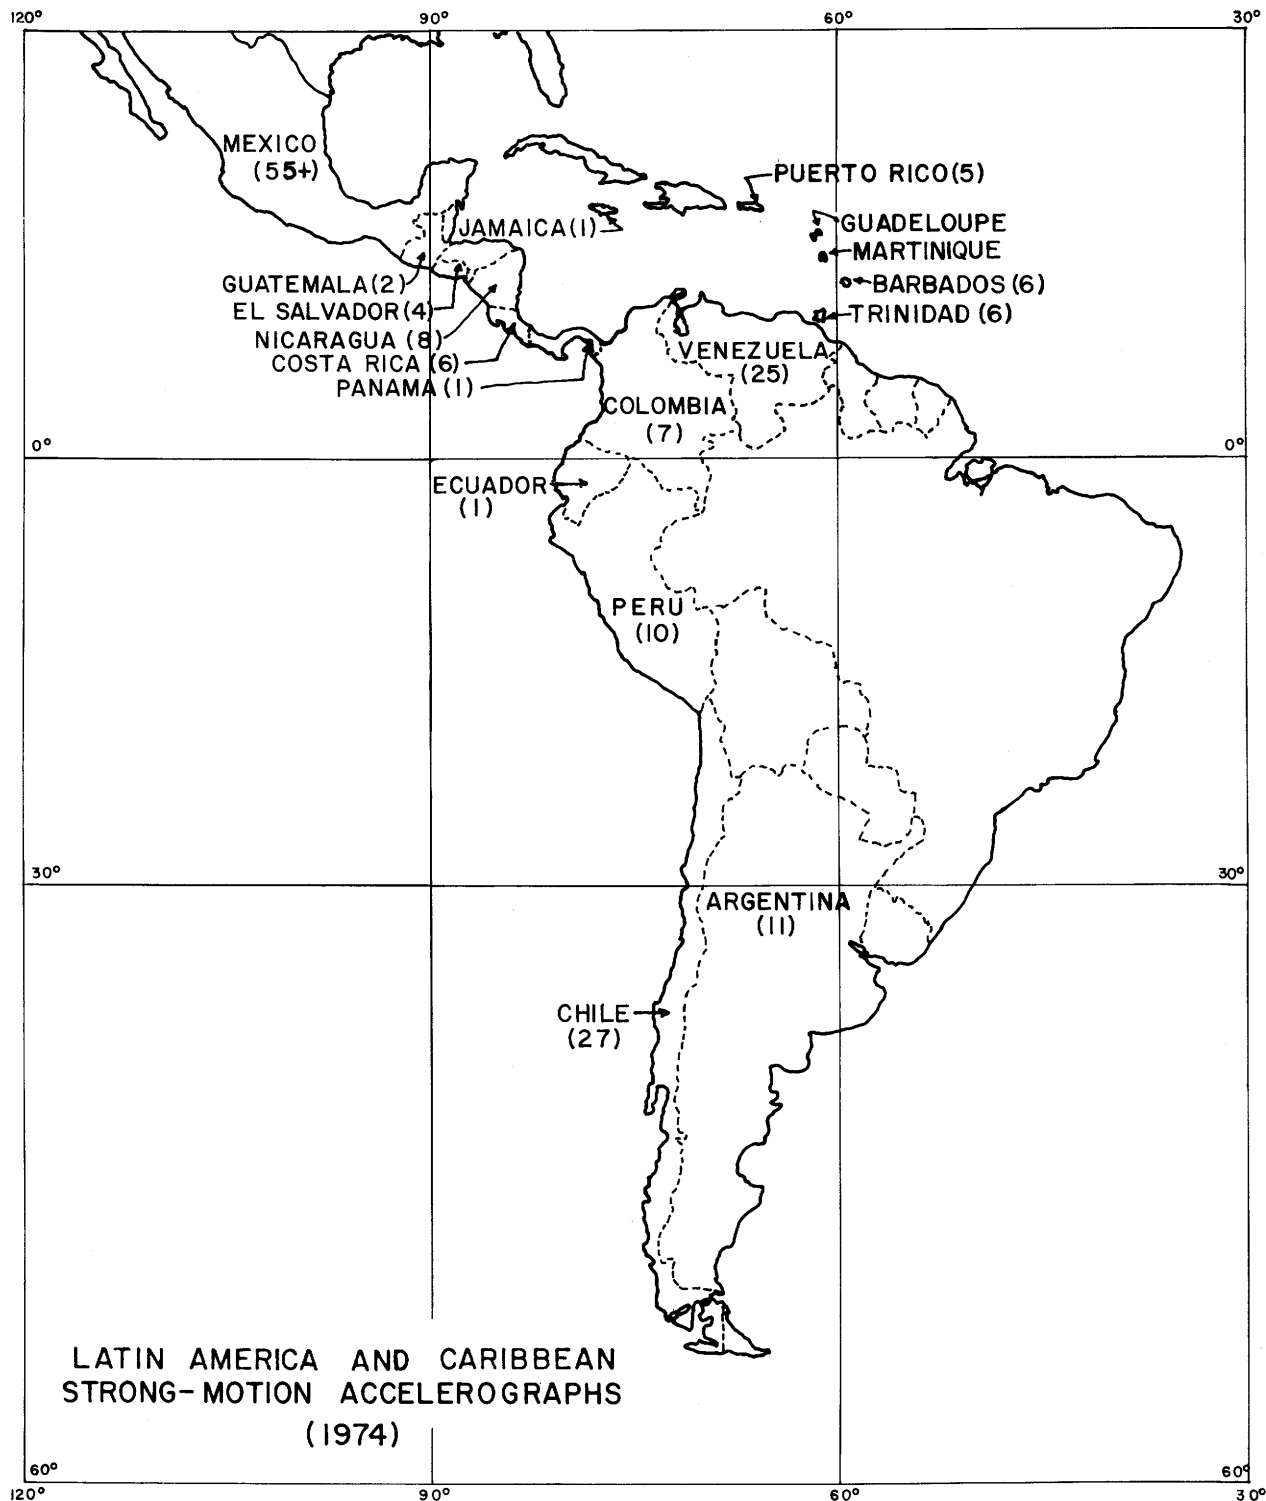 120° 90° 60° 30°
MEXICO
(55+)
PUERTO RICO(5)
JAMAICA(1)
GUADELOUPE
MARTINIQUE
GUATEMALA(2)
BARBADOS(6)
EL SALVADOR(4)
TRINIDAD(6)
NICARAGUA(8)
COSTA RICA(6)
PANAMA(1)
VENEZUELA
(25)
COLOMBIA
(7)
0° 0°
ECUADOR
(1)
PERU
(10)
30° 30°
ARGENTINA
(11)
CHILE
(27)
LATIN AMERICA AND CARIBBEAN
STRONG-MOTION ACCELEROGRAPHS
(1974)
60° 60°
120° 90° 60° 30°